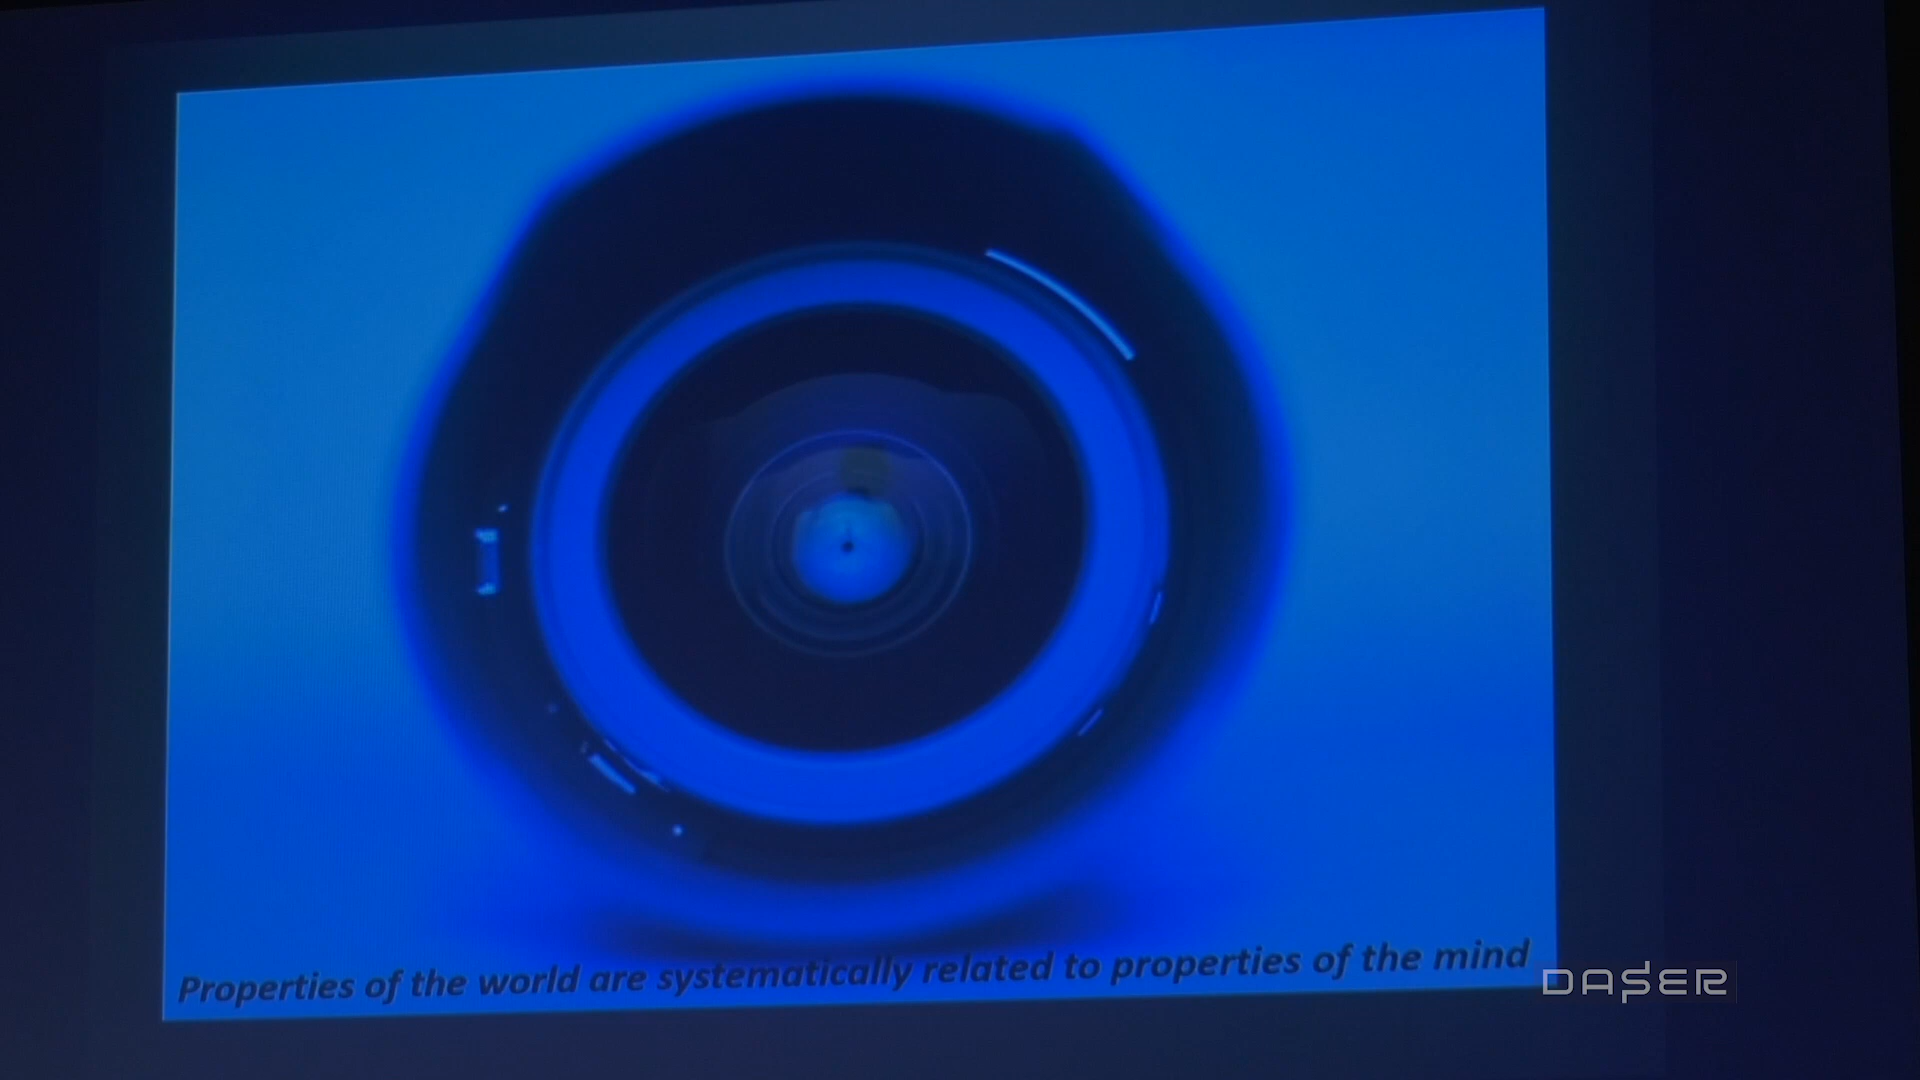 Properties of the world are systematically related to properties of the mind
DASER